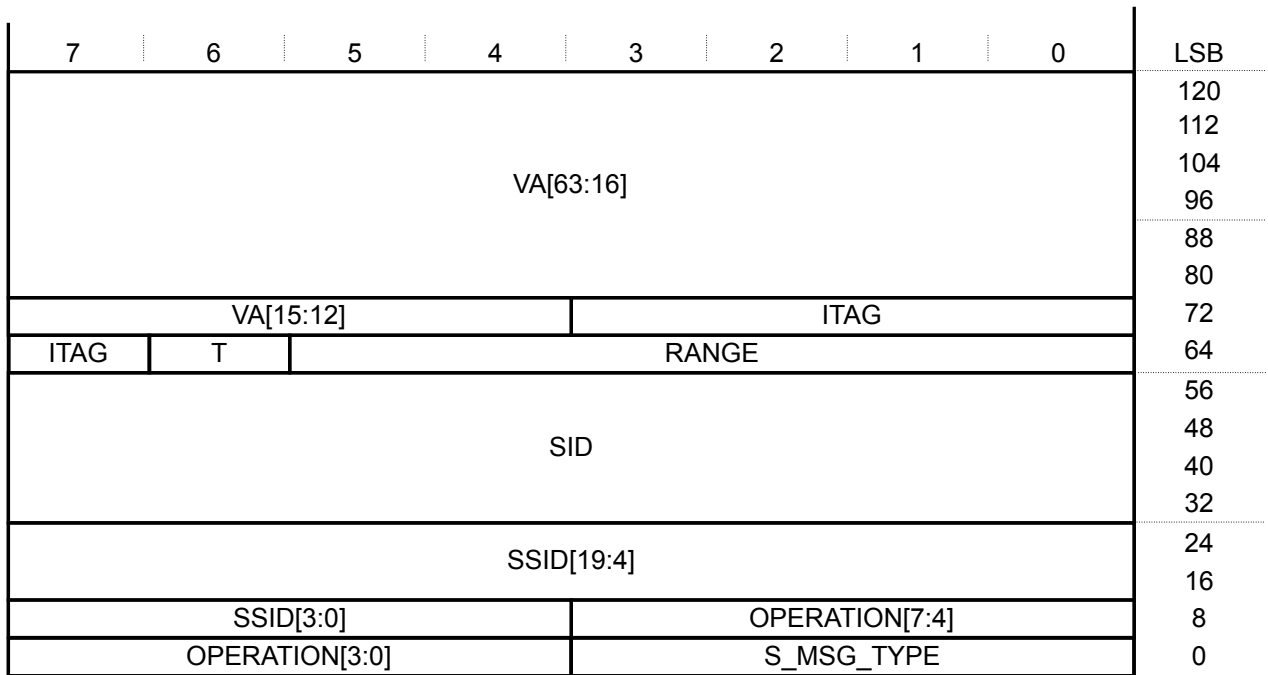 7 6 5 4 3 2 1 0 LSB
120
112
104
VA[63:16]
96
88
80
VA[15:12] ITAG 72
ITAG T RANGE 64
56
48
SID
40
32
24
SSID[19:4]
16
SSID[3:0] OPERATION[7:4] 8
OPERATION[3:0] S_MSG_TYPE 0